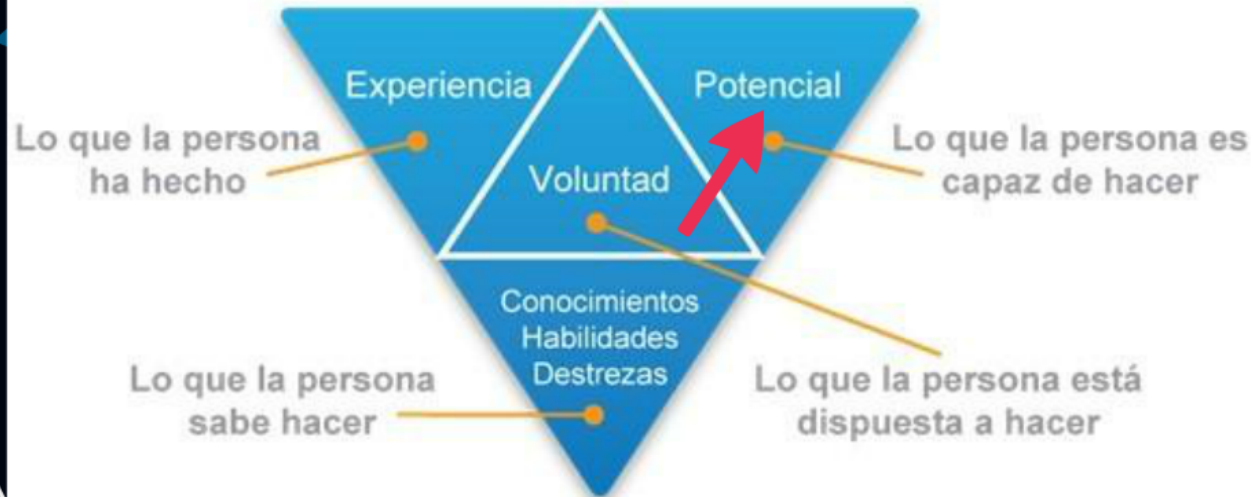 Experiencia
Potencial
Lo que la persona
ha hecho
Lo que la persona es
capaz de hacer
Voluntad
Conocimientos
Habilidades
Destrezas
Lo que la persona
sabe hacer
Lo que la persona está
dispuesta a hacer